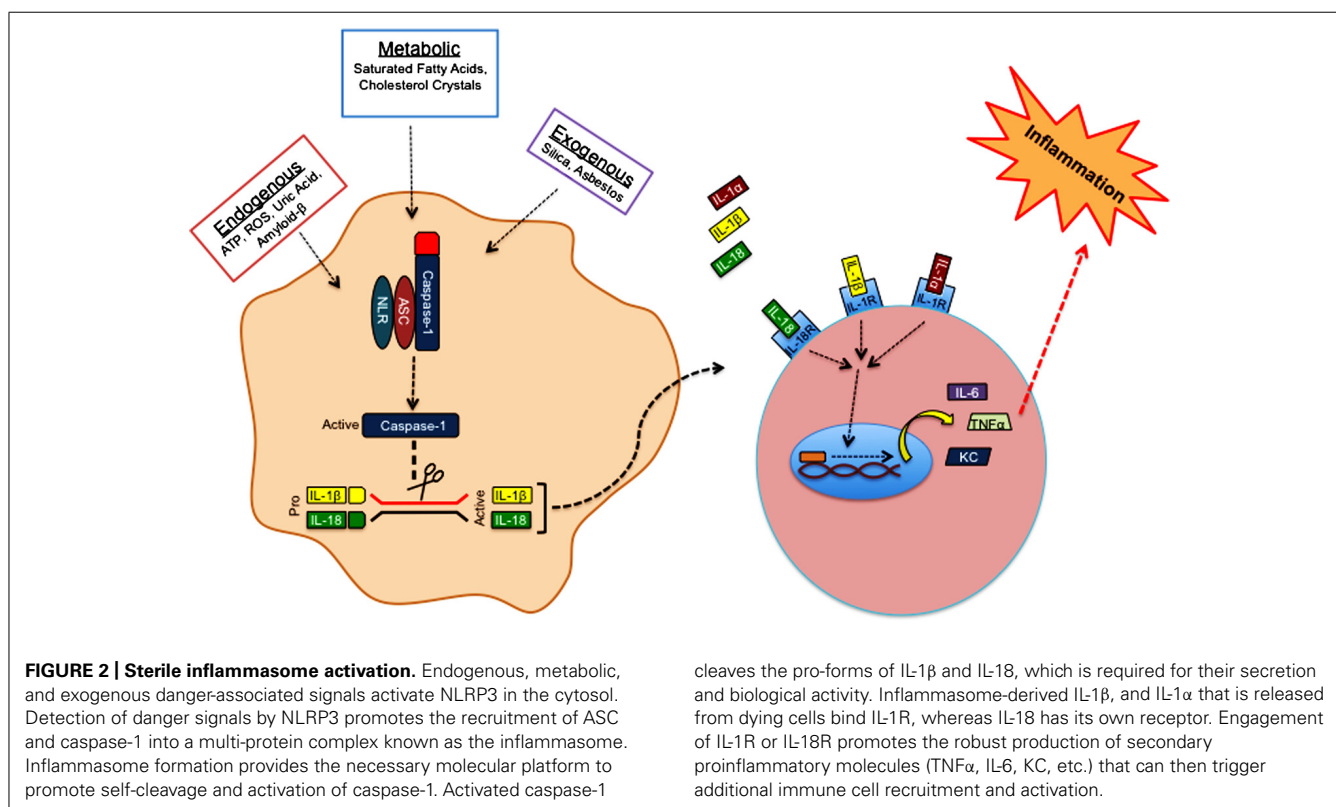 Metabolic
Saturated Fatty Acids,
Cholesterol Crystals
Endogenous
ATP, ROS, Uric Acid,
Amyloid-β
Exogenous
Silica, Asbestos
NLR
ASC
Caspase-1
Active
Caspase-1
Pro
IL-1β
IL-18
Active
IL-1β
IL-18
IL-1α
IL-1β
IL-18
IL-18
IL-18R
IL-1β
IL-1R
IL-1α
IL-1R
IL-6
TNFα
KC
Inflammation
FIGURE 2 | Sterile inflammasome activation. Endogenous, metabolic,
and exogenous danger-associated signals activate NLRP3 in the cytosol.
Detection of danger signals by NLRP3 promotes the recruitment of ASC
and caspase-1 into a multi-protein complex known as the inflammasome.
Inflammasome formation provides the necessary molecular platform to
promote self-cleavage and activation of caspase-1. Activated caspase-1
cleaves the pro-forms of IL-1β and IL-18, which is required for their secretion
and biological activity. Inflammasome-derived IL-1β, and IL-1α that is released
from dying cells bind IL-1R, whereas IL-18 has its own receptor. Engagement
of IL-1R or IL-18R promotes the robust production of secondary
proinflammatory molecules (TNFα, IL-6, KC, etc.) that can then trigger
additional immune cell recruitment and activation.